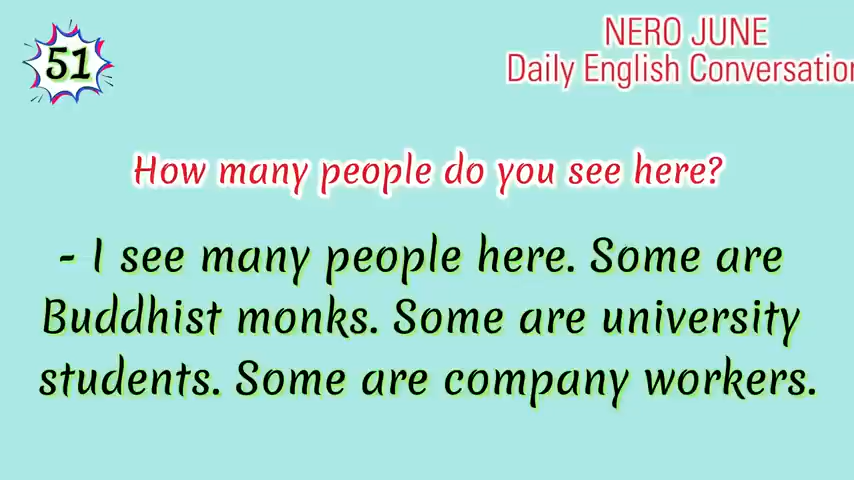 51
NERO JUNE
Daily English Conversation
How many people do you see here?
- I see many people here. Some are
Buddhist monks. Some are university
students. Some are company workers.